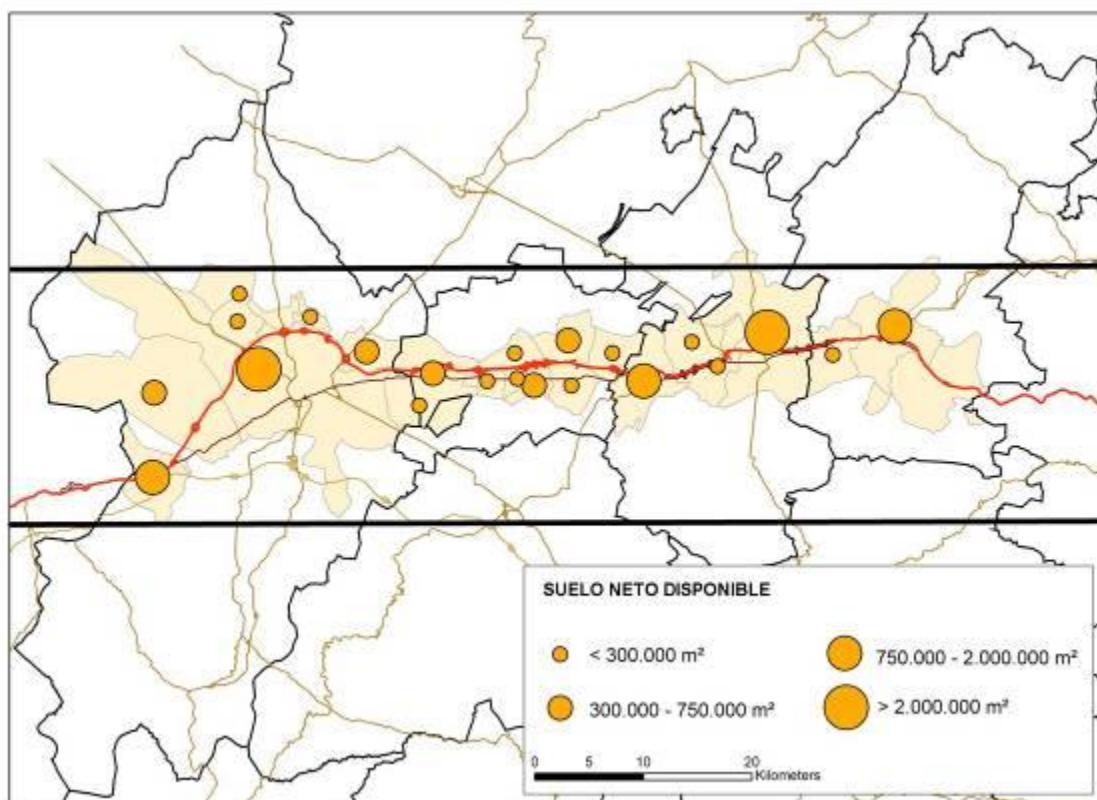 SUELO NETO DISPONIBLE
< 300.000 m²
300.000 - 750.000 m²
750.000 - 2.000.000 m²
> 2.000.000 m²
0 5 10 20
Kilometers